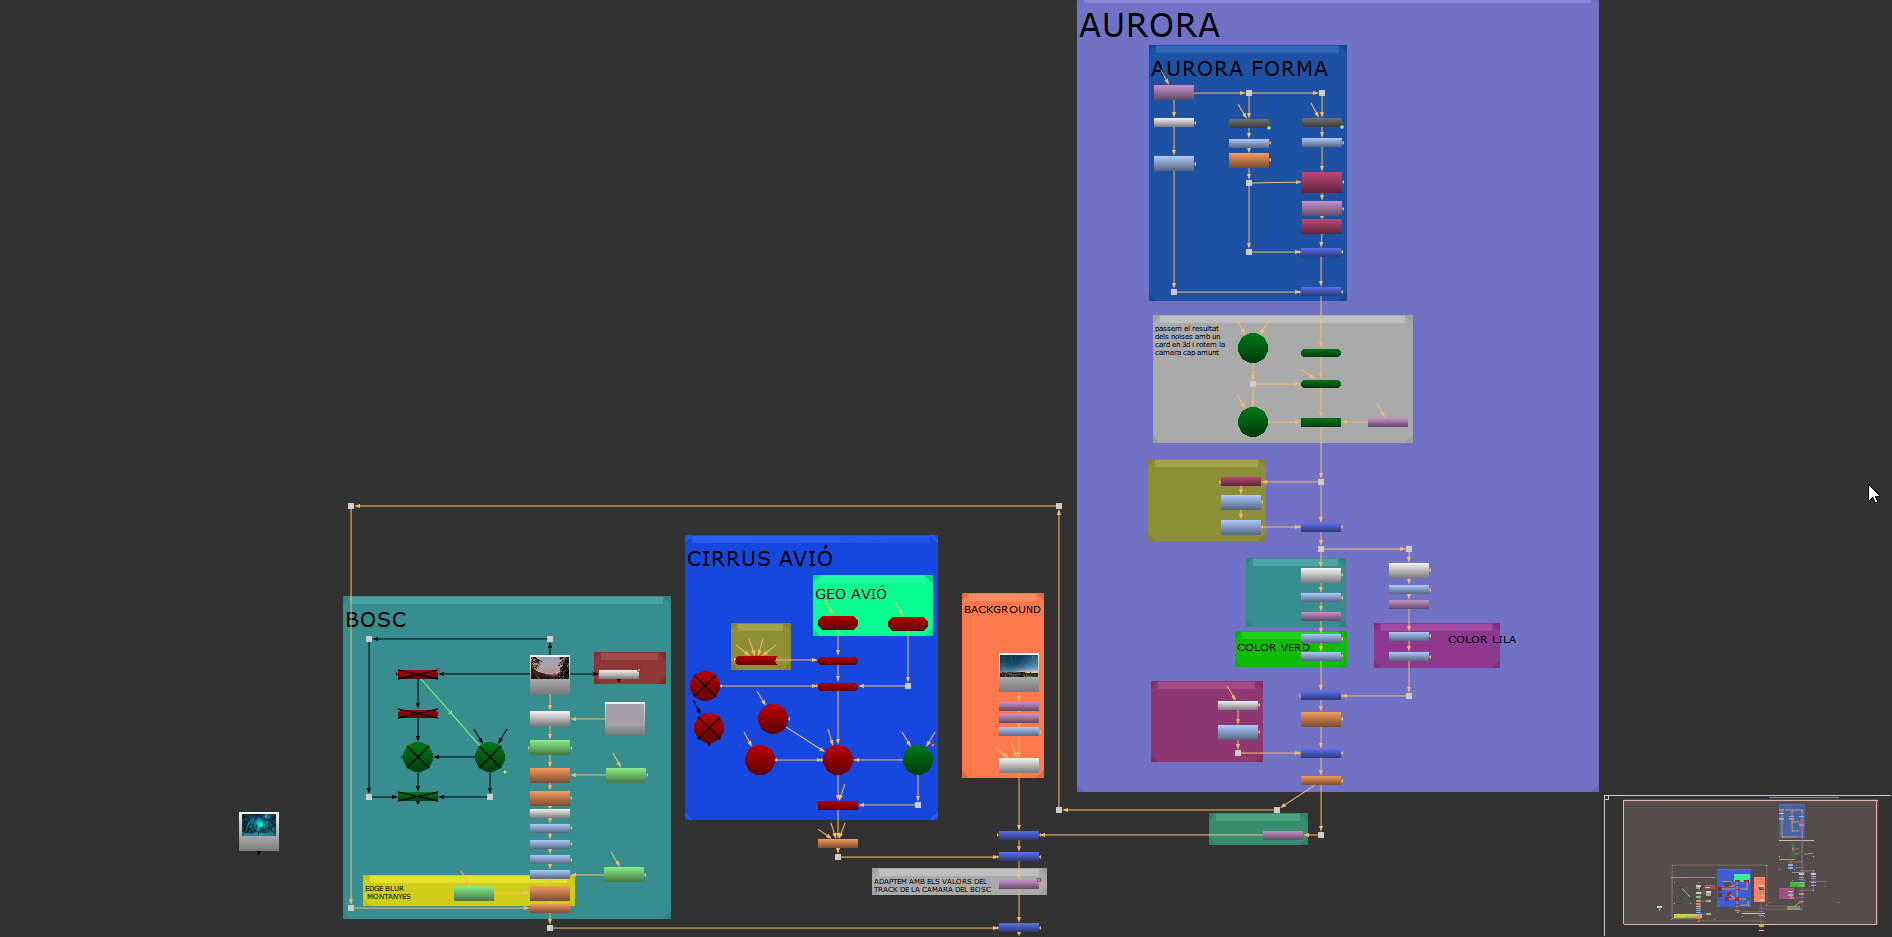 AURORA
AURORA FORMA
passem el resultat
dels noises amb un
card en 3d i rotem la
camera cap amunt
CIRRUS AVIÓ
GEO AVIÓ
BACKGROUND
BOSC
COLOR VERD
COLOR LILA
EDGE BLUR
MONTANYES
ADAPTEM AMB ELS VALORS DEL
TRACK DE LA CAMARA DEL BOSC